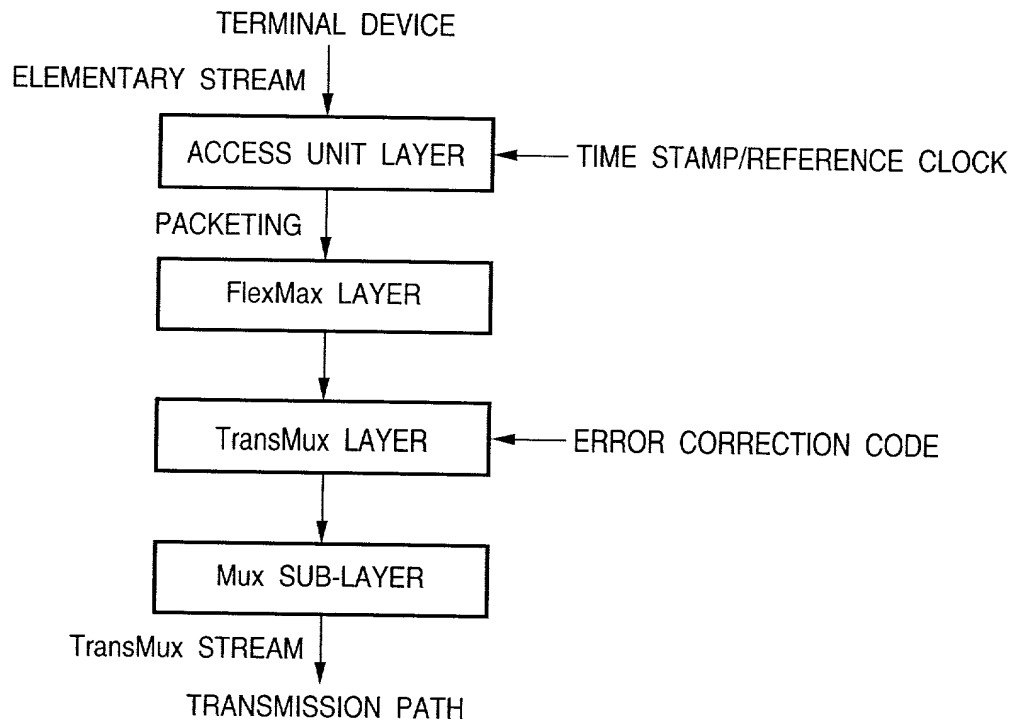 TERMINAL DEVICE
ELEMENTARY STREAM
ACCESS UNIT LAYER
TIME STAMP/REFERENCE CLOCK
PACKETING
FlexMax LAYER
TransMux LAYER
ERROR CORRECTION CODE
Mux SUB-LAYER
TransMux STREAM
TRANSMISSION PATH